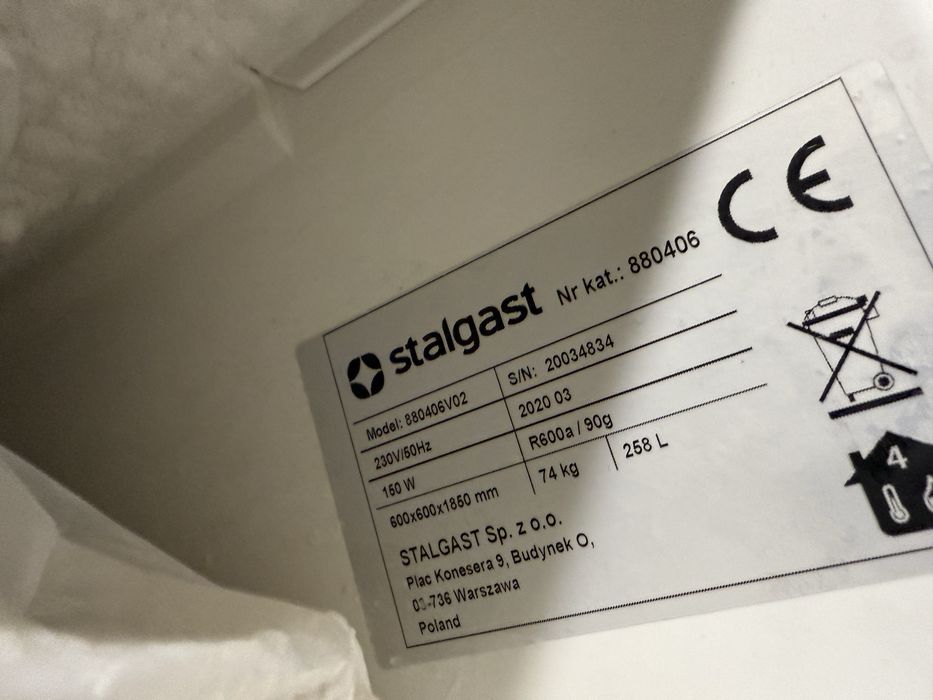 CE
stalgast Nr kat.: 880406
Model: 880406V02 S/N: 20034834
230V/50Hz 2020 03
150 W R600a / 90g
600x600x1850 mm 74 kg 258 L
STALGAST Sp. z o.o.
Plac Konesera 9, Budynek O,
03-736 Warszawa
Poland
4